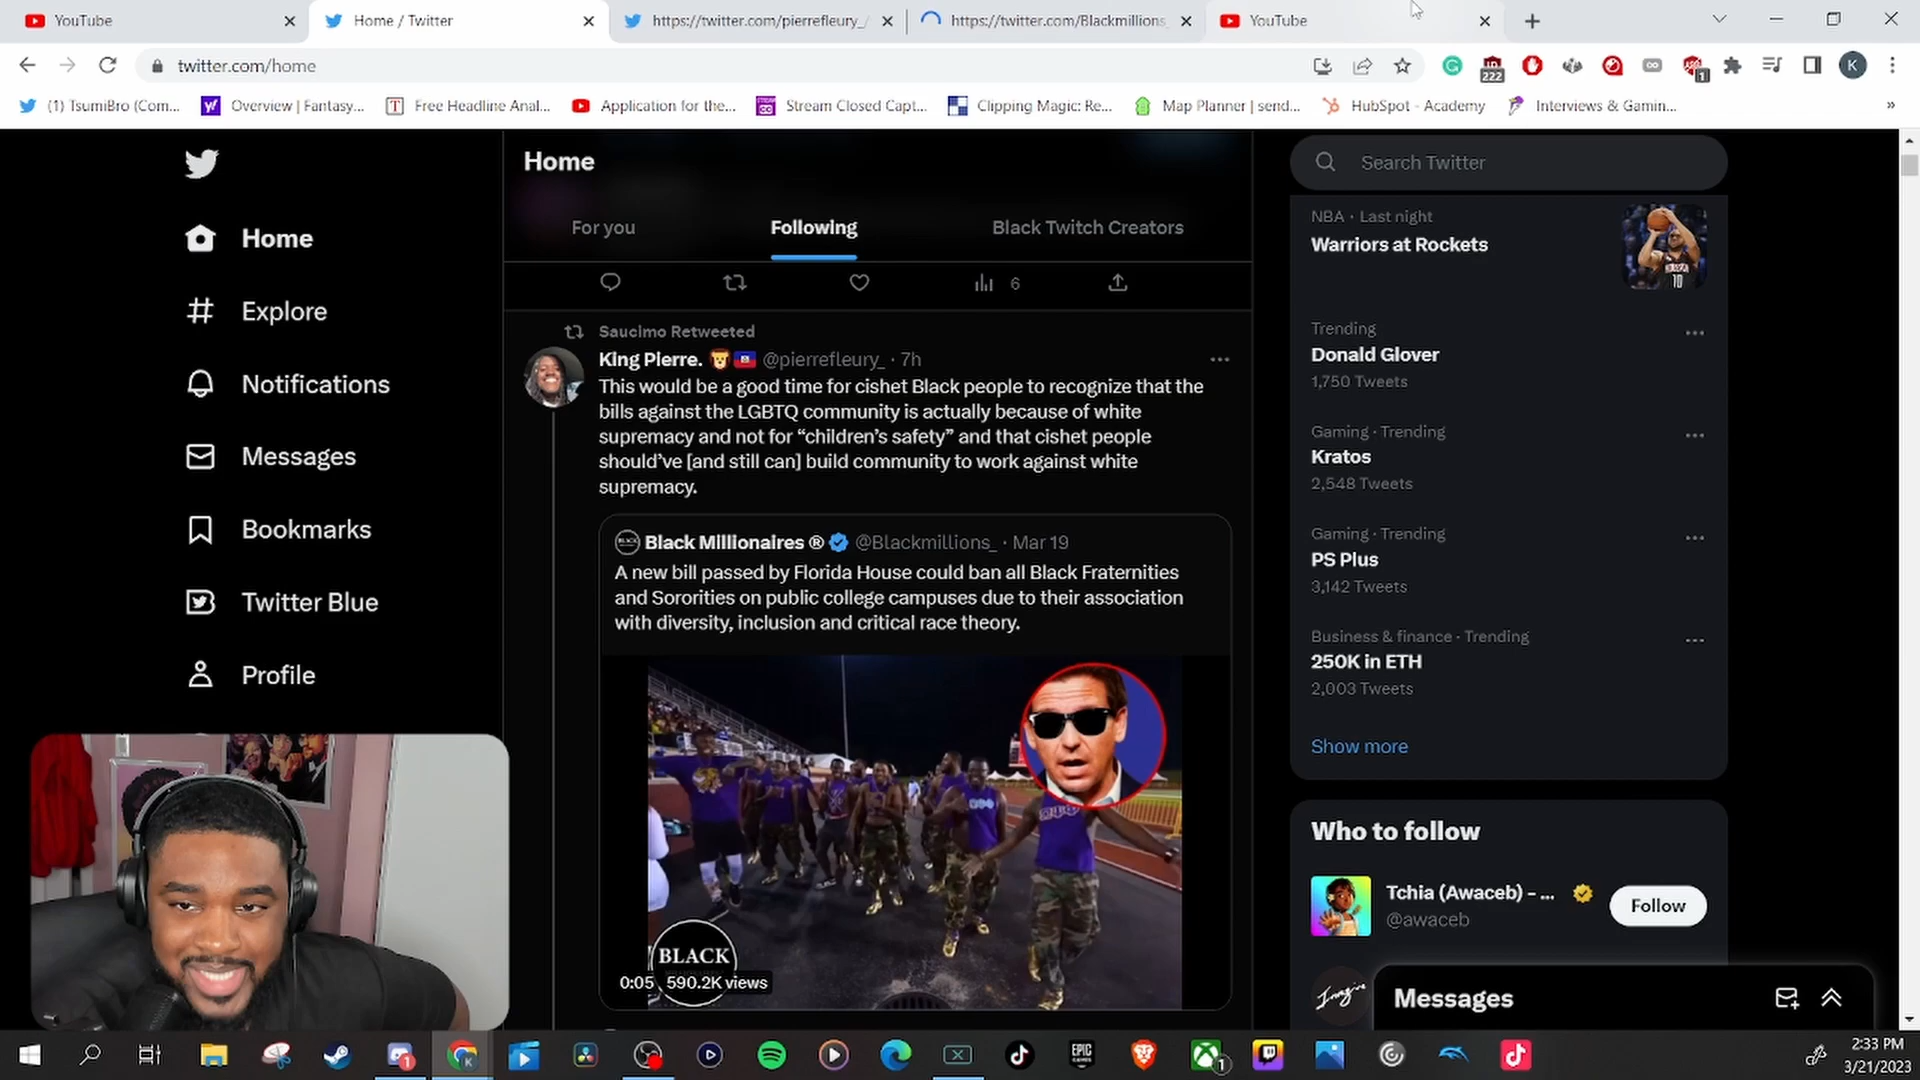 YouTube
Home / Twitter
https://twitter.com/pierrefleury_/
https://twitter.com/Blackmillions_
YouTube
twitter.com/home
222
1
K
(1) TsumiBro (Com...
Overview | Fantasy...
Free Headline Anal...
Application for the...
Stream Closed Capt...
Clipping Magic: Re...
Map Planner | send...
HubSpot - Academy
Interviews & Gamin...
»
Home
For you
Following
Black Twitch Creators
6
Home
Explore
Notifications
Messages
Bookmarks
Twitter Blue
Profile
Saucimo Retweeted
King Pierre. 🦁🇭🇹 @pierrefleury_ · 7h
This would be a good time for cishet Black people to recognize that the
bills against the LGBTQ community is actually because of white
supremacy and not for “children’s safety” and that cishet people
should’ve [and still can] build community to work against white
supremacy.
Black Millionaires ® @Blackmillions_ · Mar 19
A new bill passed by Florida House could ban all Black Fraternities
and Sororities on public college campuses due to their association
with diversity, inclusion and critical race theory.
BLACK
0:05 590.2K views
Search Twitter
NBA · Last night
Warriors at Rockets
Trending
Donald Glover
1,750 Tweets
Gaming · Trending
Kratos
2,548 Tweets
Gaming · Trending
PS Plus
3,142 Tweets
Business & finance · Trending
250K in ETH
2,003 Tweets
Show more
Who to follow
Tchia (Awaceb) – ...
@awaceb
Follow
Imagine
Messages
EPIC
GAMES
1
1
2:33 PM
3/21/2023